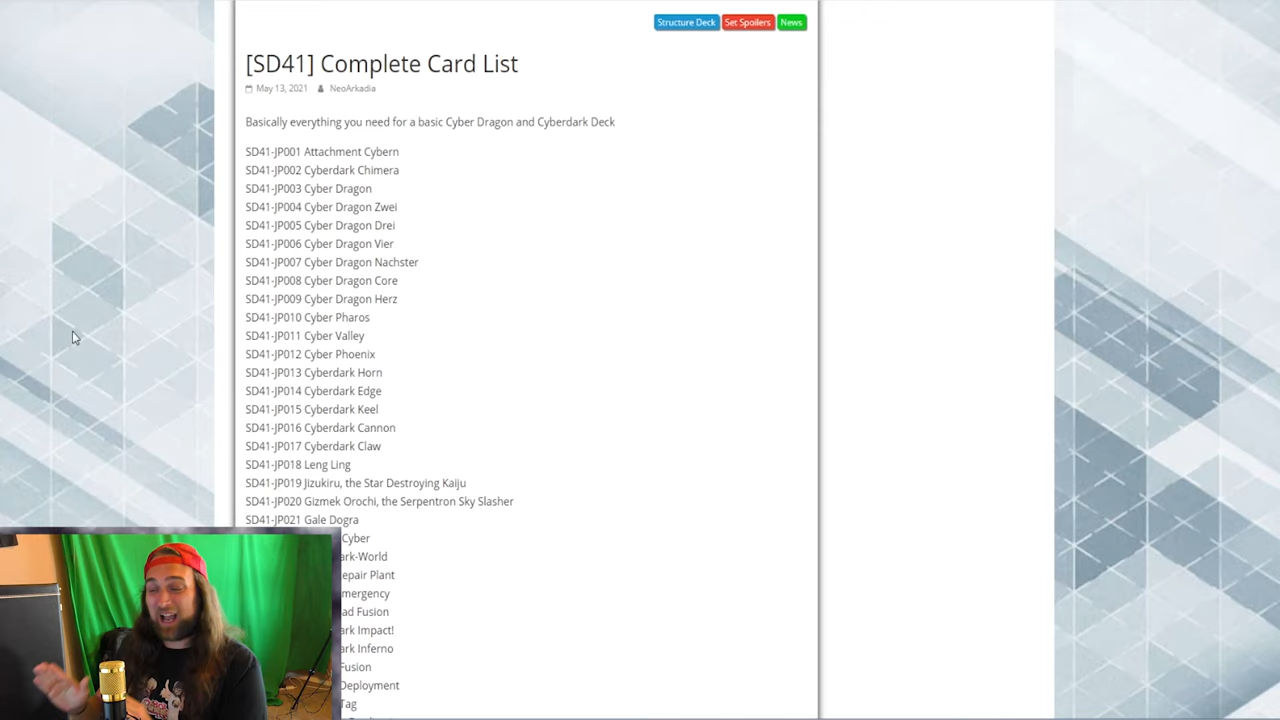 Structure Deck Set Spoilers News
[SD41] Complete Card List
May 13, 2021 NeoArkadia
Basically everything you need for a basic Cyber Dragon and Cyberdark Deck
SD41-JP001 Attachment Cybern
SD41-JP002 Cyberdark Chimera
SD41-JP003 Cyber Dragon
SD41-JP004 Cyber Dragon Zwei
SD41-JP005 Cyber Dragon Drei
SD41-JP006 Cyber Dragon Vier
SD41-JP007 Cyber Dragon Nachster
SD41-JP008 Cyber Dragon Core
SD41-JP009 Cyber Dragon Herz
SD41-JP010 Cyber Pharos
SD41-JP011 Cyber Valley
SD41-JP012 Cyber Phoenix
SD41-JP013 Cyberdark Horn
SD41-JP014 Cyberdark Edge
SD41-JP015 Cyberdark Keel
SD41-JP016 Cyberdark Cannon
SD41-JP017 Cyberdark Claw
SD41-JP018 Leng Ling
SD41-JP019 Jizukiru, the Star Destroying Kaiju
SD41-JP020 Gizmek Orochi, the Serpentron Sky Slasher
SD41-JP021 Gale Dogra
Cyber
ark-World
epair Plant
mergency
ad Fusion
ark Impact!
ark Inferno
Fusion
Deployment
Tag